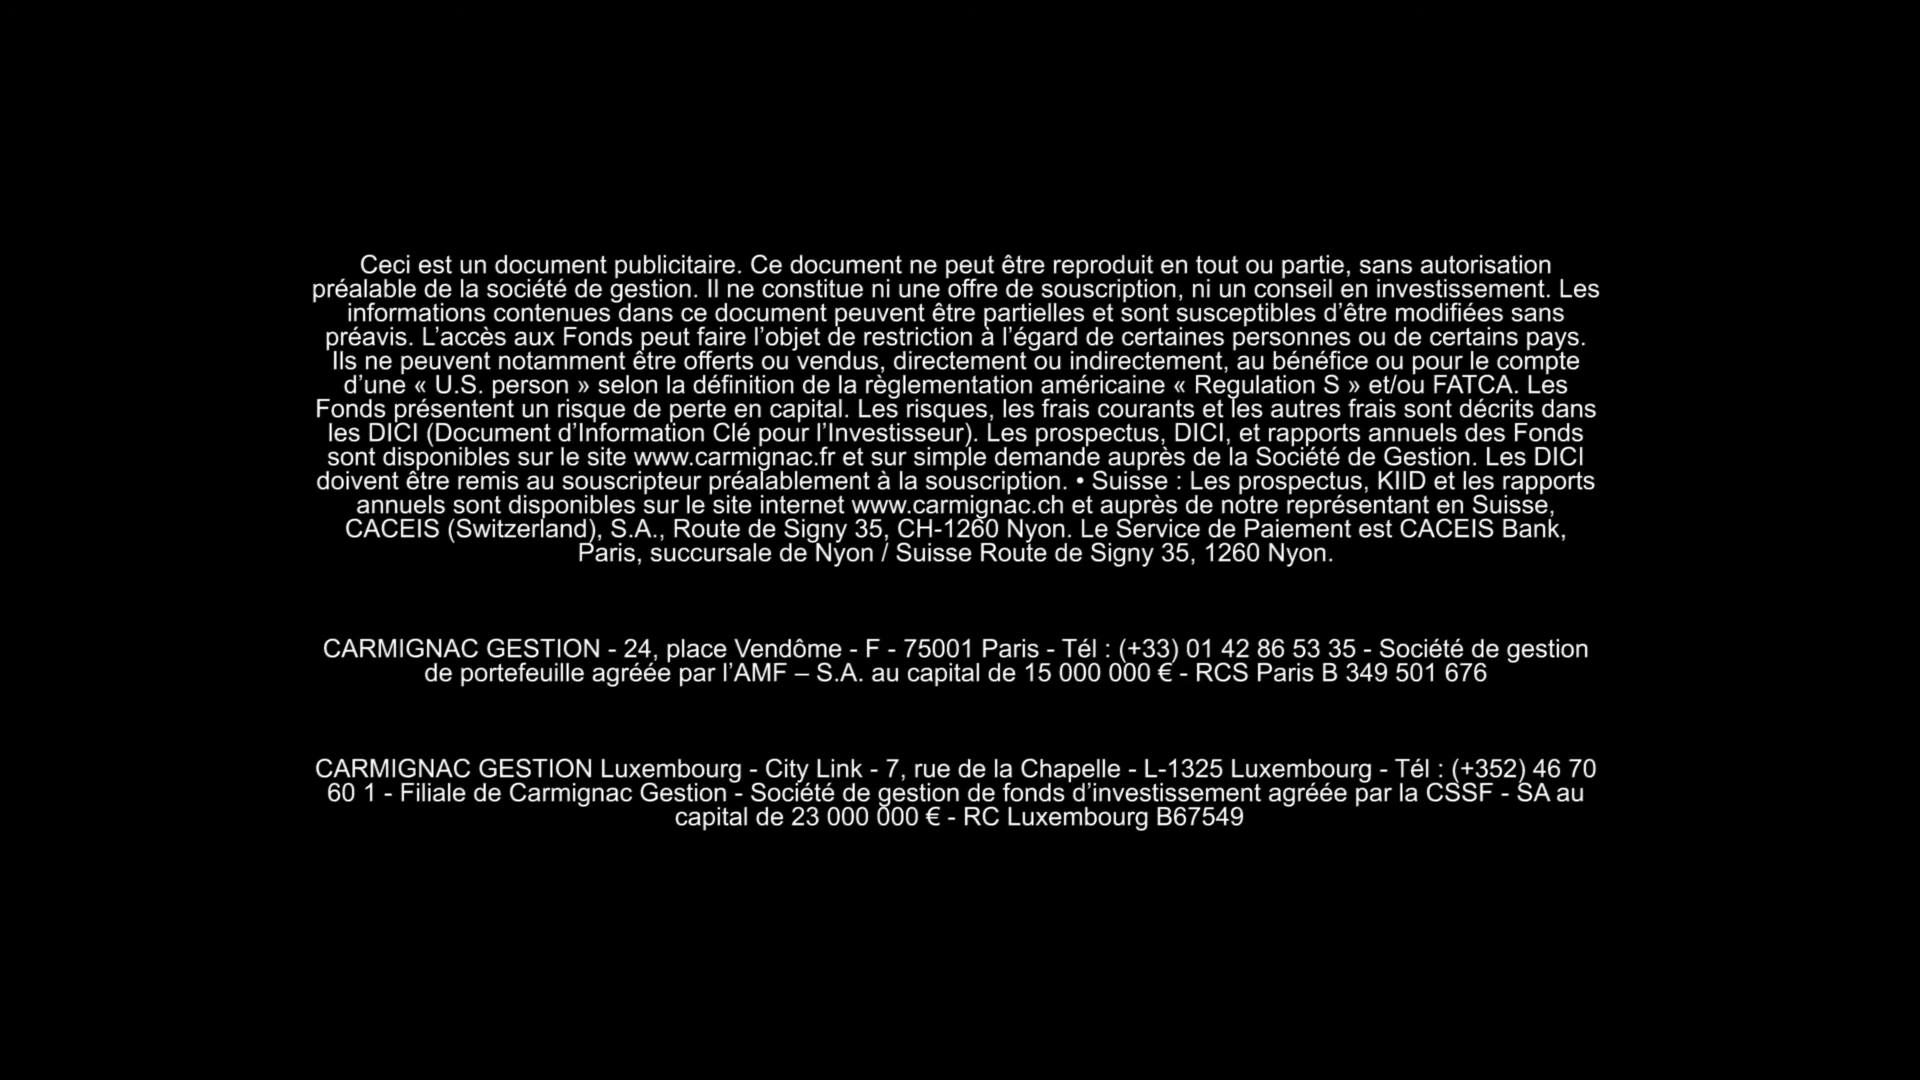 Ceci est un document publicitaire. Ce document ne peut être reproduit en tout ou partie, sans autorisation
préalable de la société de gestion. Il ne constitue ni une offre de souscription, ni un conseil en investissement. Les
informations contenues dans ce document peuvent être partielles et sont susceptibles d’être modifiées sans
préavis. L’accès aux Fonds peut faire l’objet de restriction à l’égard de certaines personnes ou de certains pays.
Ils ne peuvent notamment être offerts ou vendus, directement ou indirectement, au bénéfice ou pour le compte
d’une « U.S. person » selon la définition de la règlementation américaine « Regulation S » et/ou FATCA. Les
Fonds présentent un risque de perte en capital. Les risques, les frais courants et les autres frais sont décrits dans
les DICI (Document d’Information Clé pour l’Investisseur). Les prospectus, DICI, et rapports annuels des Fonds
sont disponibles sur le site www.carmignac.fr et sur simple demande auprès de la Société de Gestion. Les DICI
doivent être remis au souscripteur préalablement à la souscription. • Suisse : Les prospectus, KIID et les rapports
annuels sont disponibles sur le site internet www.carmignac.ch et auprès de notre représentant en Suisse,
CACEIS (Switzerland), S.A., Route de Signy 35, CH-1260 Nyon. Le Service de Paiement est CACEIS Bank,
Paris, succursale de Nyon / Suisse Route de Signy 35, 1260 Nyon.
CARMIGNAC GESTION - 24, place Vendôme - F - 75001 Paris - Tél : (+33) 01 42 86 53 35 - Société de gestion
de portefeuille agréée par l’AMF – S.A. au capital de 15 000 000 € - RCS Paris B 349 501 676
CARMIGNAC GESTION Luxembourg - City Link - 7, rue de la Chapelle - L-1325 Luxembourg - Tél : (+352) 46 70
60 1 - Filiale de Carmignac Gestion - Société de gestion de fonds d’investissement agréée par la CSSF - SA au
capital de 23 000 000 € - RC Luxembourg B67549